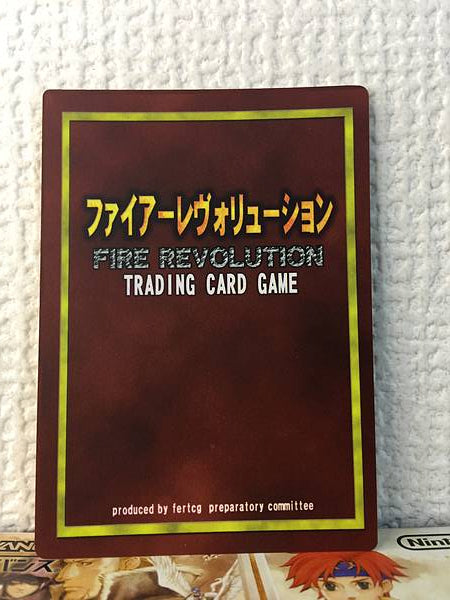 ファイアーレヴォリューション
FIRE REVOLUTION
TRADING CARD GAME
produced by fertcg preparatory committee